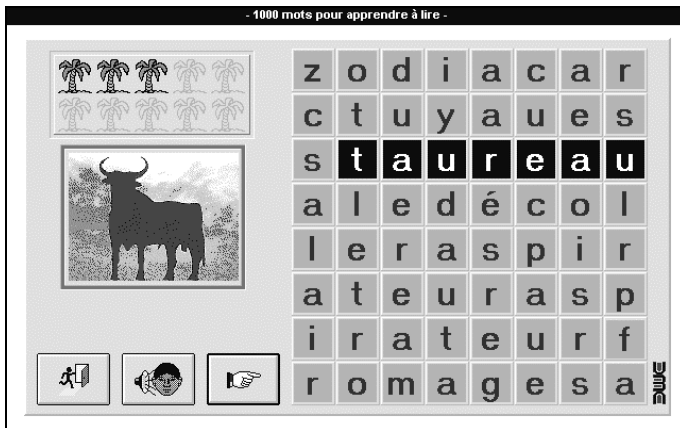 - 1000 mots pour apprendre à lire -
z o d i a c a r
c t u y a u e s
s t a u r e a u
a l e d é c o l
l e r a s p i r
a t e u r a s p
i r a t e u r f
r o m a g e s a